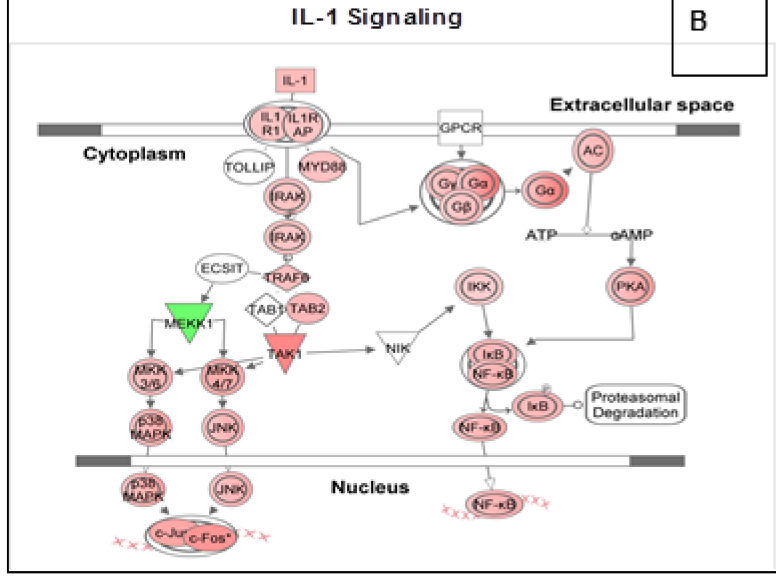 IL-1 Signaling
B
IL-1
Extracellular space
IL1
R1
IL1R
AP
GPCR
Cytoplasm
AC
TOLLIP
MYD88
Gγ
Gα
Gβ
Gα
IRAK
IRAK
ATP
cAMP
ECSIT
TRAF6
IKK
PKA
TAB1
TAB2
MEKK1
TAK1
NIK
IκB
NF-κB
MKK
3/6
MKK
4/7
IκB
Proteasomal
Degradation
p38
MAPK
JNK
NF-κB
Nucleus
p38
MAPK
JNK
NF-κB
c-Jun
c-Fos*